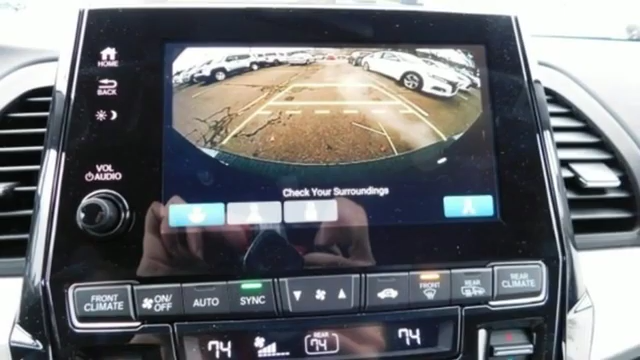 HOME
BACK
VOL
AUDIO
Check Your Surroundings
FRONT CLIMATE
ON/OFF
AUTO
SYNC
FRONT
REAR
REAR CLIMATE
74
REAR
74
74